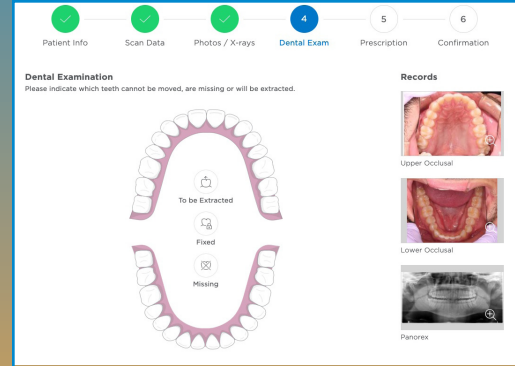 4
5
6
Patient Info
Scan Data
Photos / X-rays
Dental Exam
Prescription
Confirmation
Dental Examination
Please indicate which teeth cannot be moved, are missing or will be extracted.
To be Extracted
Fixed
Missing
Records
Upper Occlusal
Lower Occlusal
Panorex